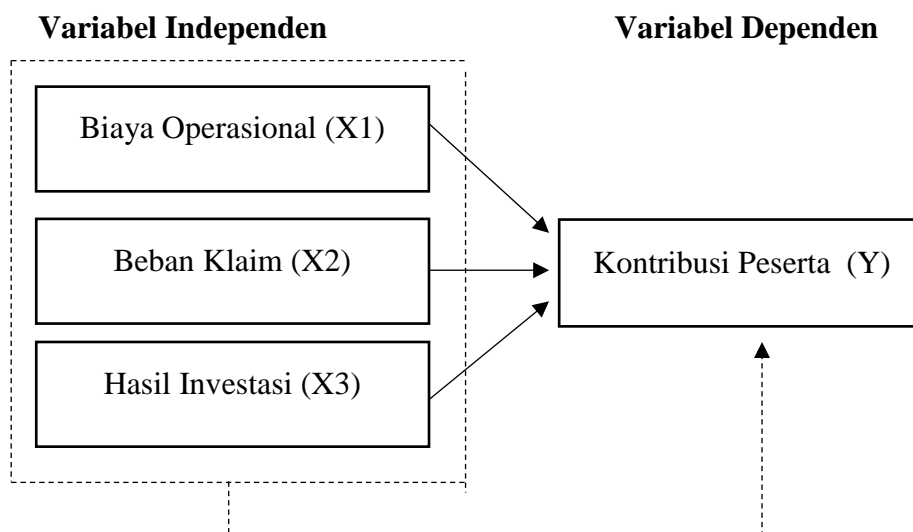 Variabel Independen
Variabel Dependen
Biaya Operasional (X1)
Beban Klaim (X2)
Kontribusi Peserta (Y)
Hasil Investasi (X3)